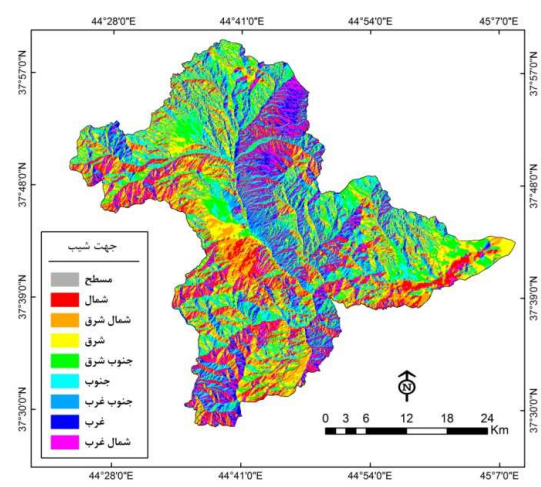 44°28'0"E 44°41'0"E 44°54'0"E 45°7'0"E
37°57'0"N 37°57'0"N
37°48'0"N 37°48'0"N
37°39'0"N 37°39'0"N
37°30'0"N 37°30'0"N
جهت شیب
مسطح
شمال
شمال شرق
شرق
جنوب شرق
جنوب
جنوب غرب
غرب
شمال غرب
N
0 3 6 12 18 24
Km
44°28'0"E 44°41'0"E 44°54'0"E 45°7'0"E